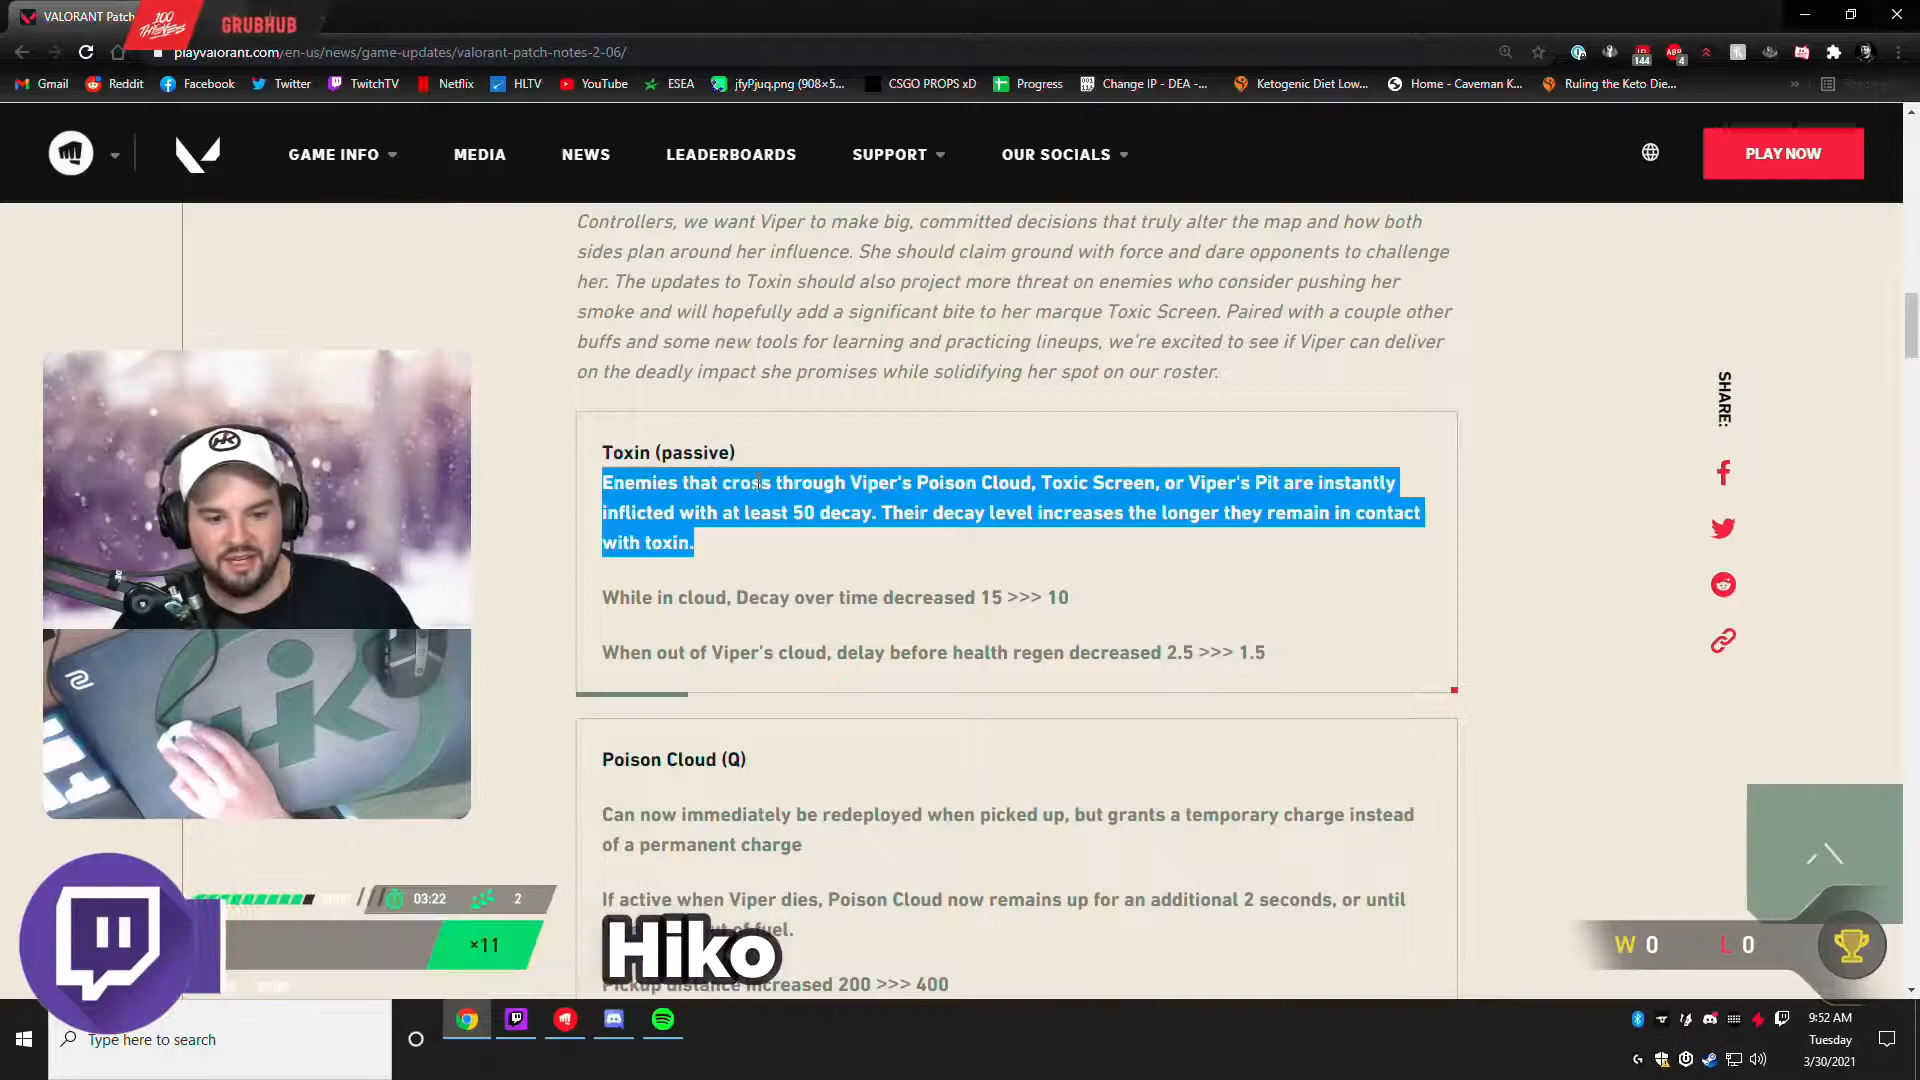 VALORANT Patch
100 THIEVES
GRUBHUB
playvalorant.com/en-us/news/game-updates/valorant-patch-notes-2-06/
144
4
Gmail Reddit Facebook Twitter TwitchTV Netflix HLTV YouTube ESEA jfyPjuq.png (908×5... CSGO PROPS xD Progress Change IP - DEA -... Ketogenic Diet Low... Home - Caveman K... Ruling the Keto Die...
GAME INFO MEDIA NEWS LEADERBOARDS SUPPORT OUR SOCIALS PLAY NOW
Controllers, we want Viper to make big, committed decisions that truly alter the map and how both
sides plan around her influence. She should claim ground with force and dare opponents to challenge
her. The updates to Toxin should also project more threat on enemies who consider pushing her
smoke and will hopefully add a significant bite to her marque Toxic Screen. Paired with a couple other
buffs and some new tools for learning and practicing lineups, we're excited to see if Viper can deliver
on the deadly impact she promises while solidifying her spot on our roster.
SHARE:
Toxin (passive)
Enemies that cross through Viper's Poison Cloud, Toxic Screen, or Viper's Pit are instantly
inflicted with at least 50 decay. Their decay level increases the longer they remain in contact
with toxin.
While in cloud, Decay over time decreased 15 >>> 10
When out of Viper's cloud, delay before health regen decreased 2.5 >>> 1.5
Poison Cloud (Q)
Can now immediately be redeployed when picked up, but grants a temporary charge instead
of a permanent charge
If active when Viper dies, Poison Cloud now remains up for an additional 2 seconds, or until
of fuel.
Pickup distance increased 200 >>> 400
HK
03:22 2
×11
Hiko
W 0 L 0
Type here to search
9:52 AM
Tuesday
3/30/2021